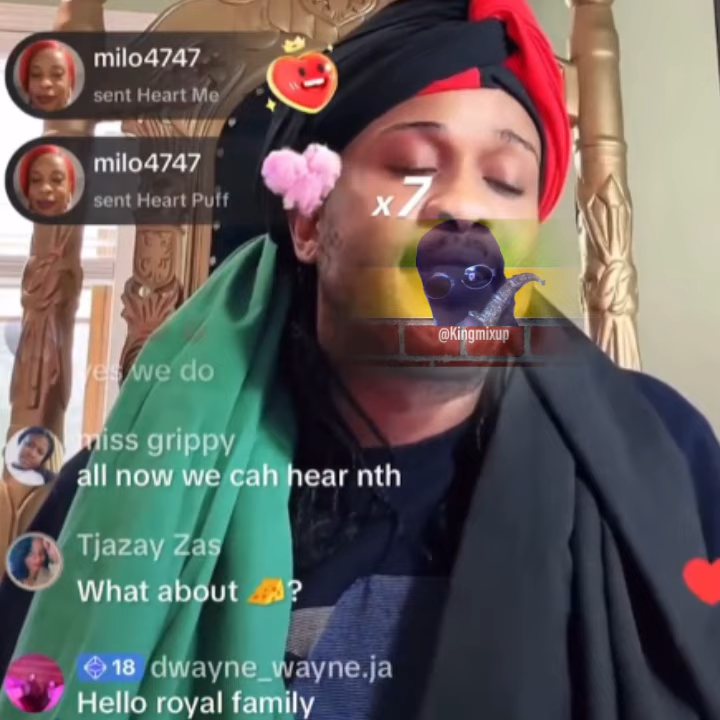 milo4747
sent Heart Me
milo4747
sent Heart Puff
x7
@Kingmixup
yes we do
miss grippy
all now we cah hear nth
Tjazay Zas
What about 🧀?
18 dwayne_wayne.ja
Hello royal family